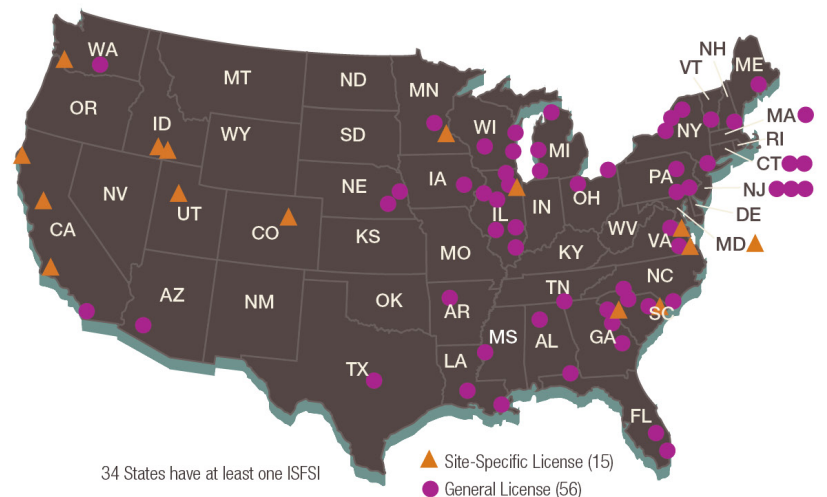 NH
VT
WA
ME
MT
ND
MN
OR
MA
ID
WI
NY
SD
MI
RI
WY
CT
IA
PA
NE
NJ
OH
NV
IN
UT
IL
DE
CA
CO
WV
VA
MD
KS
MO
KY
NC
TN
AZ
OK
NM
AR
SC
MS
AL
GA
LA
TX
FL
34 States have at least one ISFSI
Site-Specific License (15)
General License (56)